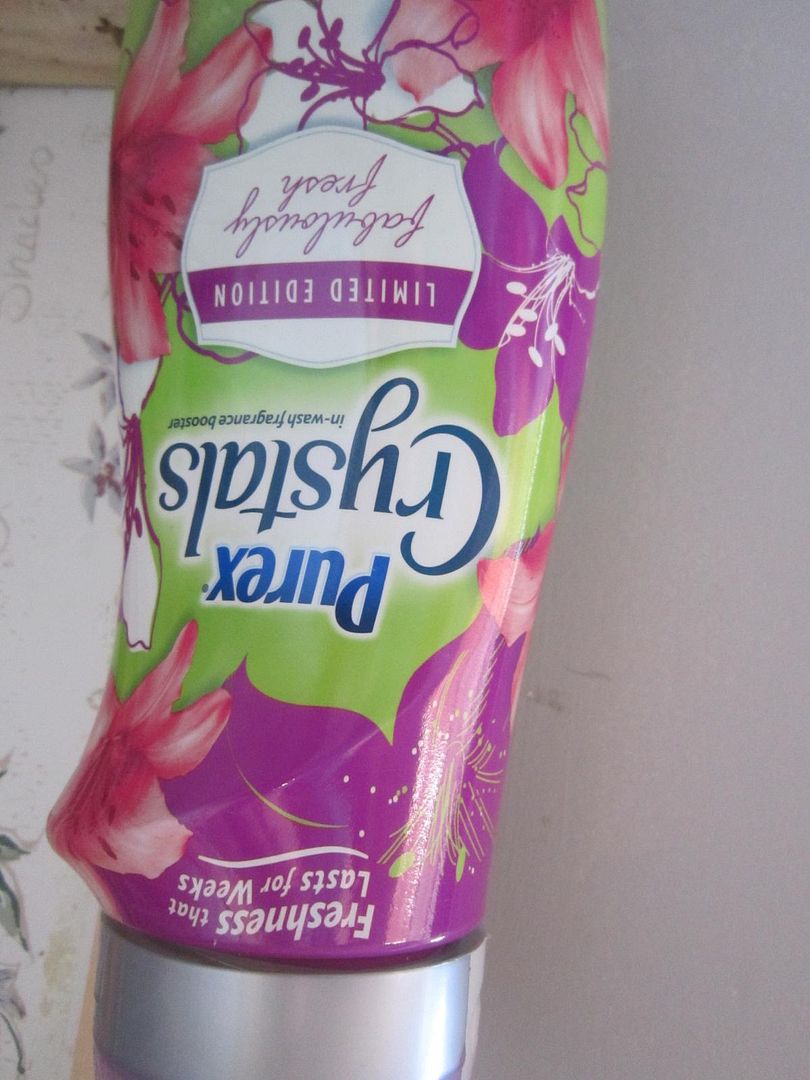 Freshness that
Lasts for Weeks
Purex
Crystals
in-wash fragrance booster
LIMITED EDITION
fabulously
fresh